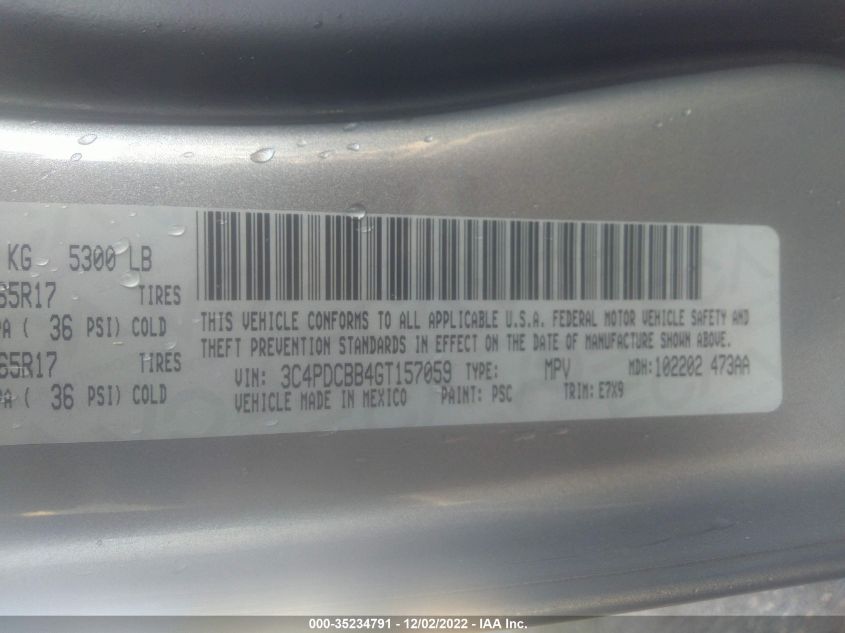 KG 5300 LB
65R17 TIRES
PA ( 36 PSI) COLD
65R17 TIRES
PA ( 36 PSI) COLD
THIS VEHICLE CONFORMS TO ALL APPLICABLE U.S.A. FEDERAL MOTOR VEHICLE SAFETY AND
THEFT PREVENTION STANDARDS IN EFFECT ON THE DATE OF MANUFACTURE SHOWN ABOVE.
VIN: 3C4PDCBB4GT157059 TYPE: MPV MDH: 102202 473AA
VEHICLE MADE IN MEXICO PAINT: PSC TRIM: E7X9
000-35234791 - 12/02/2022 - IAA Inc.